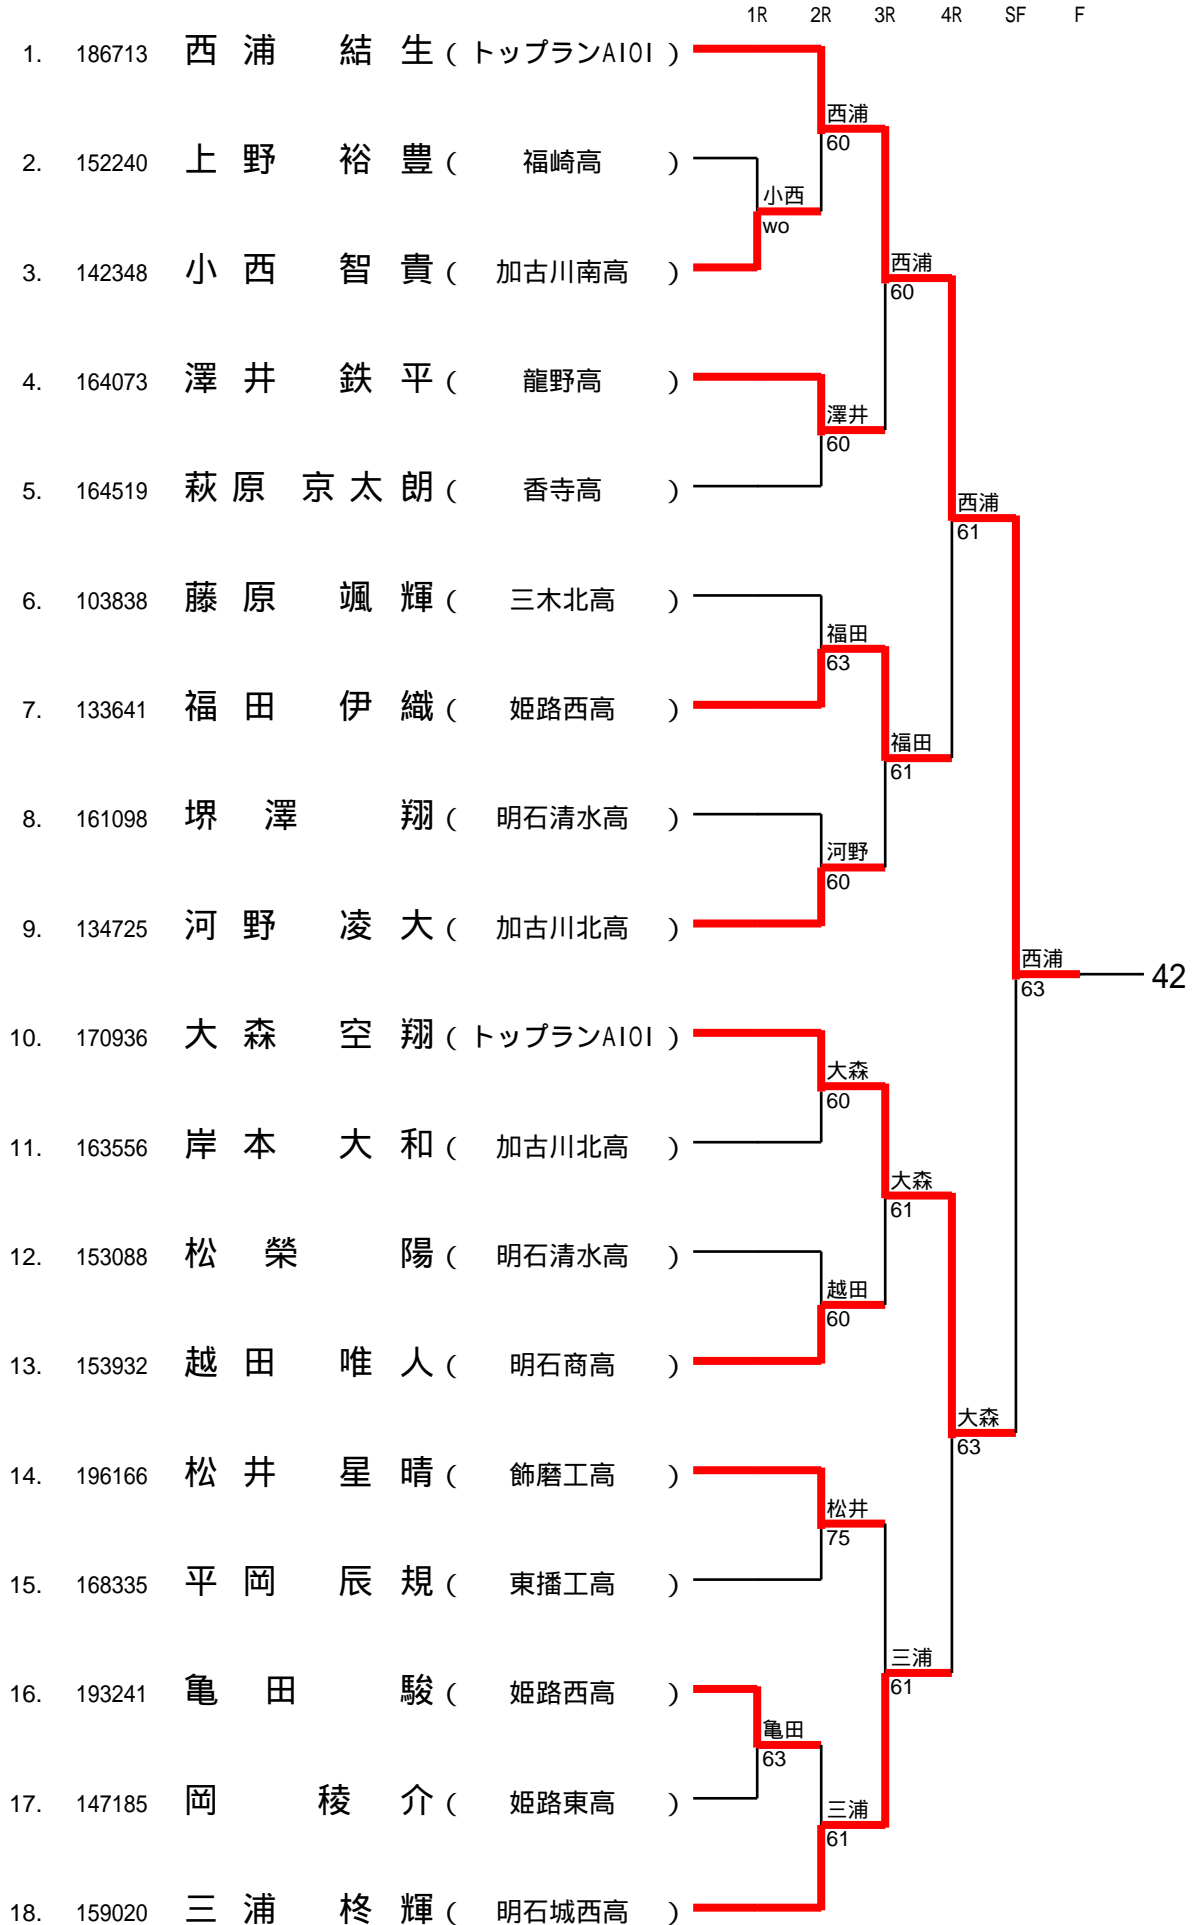 1R 2R 3R 4R SF F
1. 186713 西浦 結生 ( トップランAIOI )
西浦
60
2. 152240 上野 裕豊 ( 福崎高 )
小西
wo
3. 142348 小西 智貴 ( 加古川南高 )
西浦
60
4. 164073 澤井 鉄平 ( 龍野高 )
澤井
60
5. 164519 萩原 京太朗 ( 香寺高 )
西浦
61
6. 103838 藤原 颯輝 ( 三木北高 )
福田
63
7. 133641 福田 伊織 ( 姫路西高 )
福田
61
8. 161098 堺澤 翔 ( 明石清水高 )
河野
60
9. 134725 河野 凌大 ( 加古川北高 )
西浦
63
42
10. 170936 大森 空翔 ( トップランAIOI )
大森
60
11. 163556 岸本 大和 ( 加古川北高 )
大森
61
12. 153088 松榮 陽 ( 明石清水高 )
越田
60
13. 153932 越田 唯人 ( 明石商高 )
大森
63
14. 196166 松井 星晴 ( 飾磨工高 )
松井
75
15. 168335 平岡 辰規 ( 東播工高 )
三浦
61
16. 193241 亀田 駿 ( 姫路西高 )
亀田
63
17. 147185 岡 稜介 ( 姫路東高 )
三浦
61
18. 159020 三浦 柊輝 ( 明石城西高 )